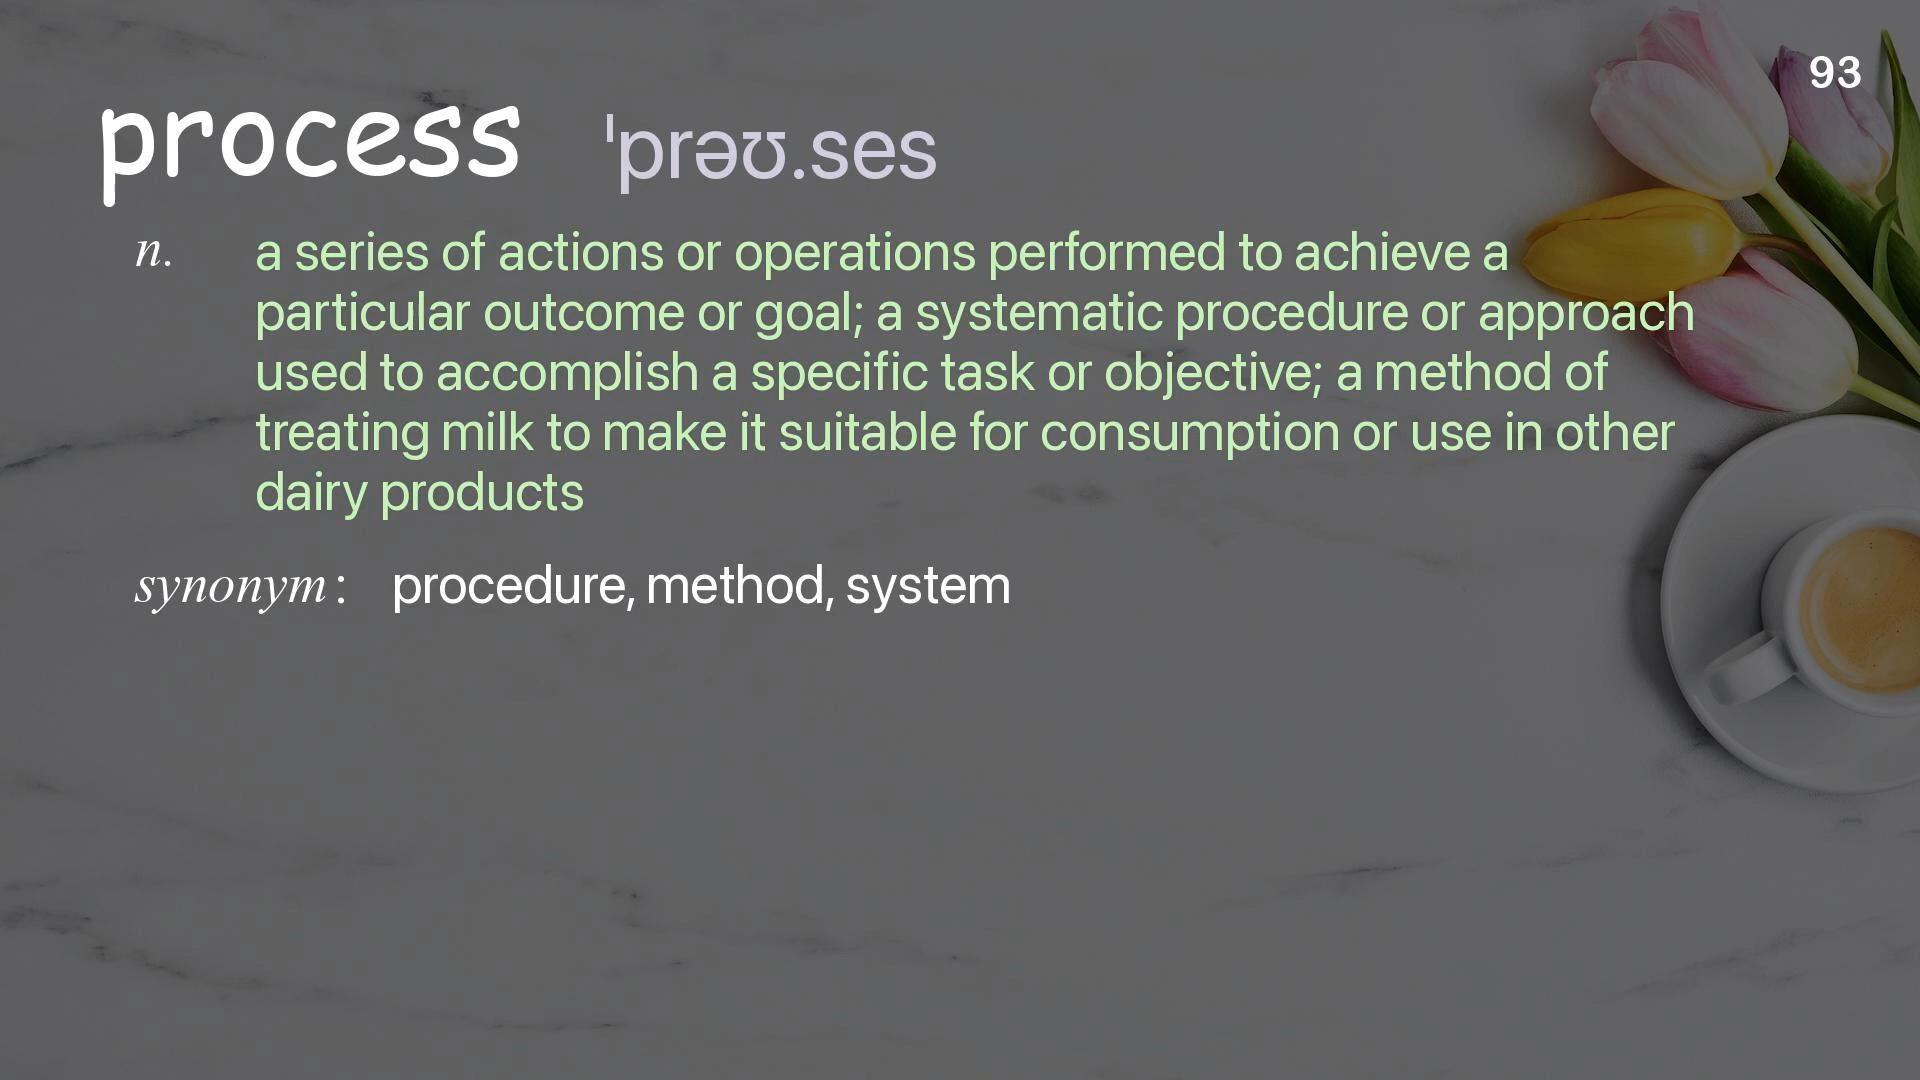 93
process ˈprəʊ.ses
n. a series of actions or operations performed to achieve a
particular outcome or goal; a systematic procedure or approach
used to accomplish a specific task or objective; a method of
treating milk to make it suitable for consumption or use in other
dairy products
synonym: procedure, method, system